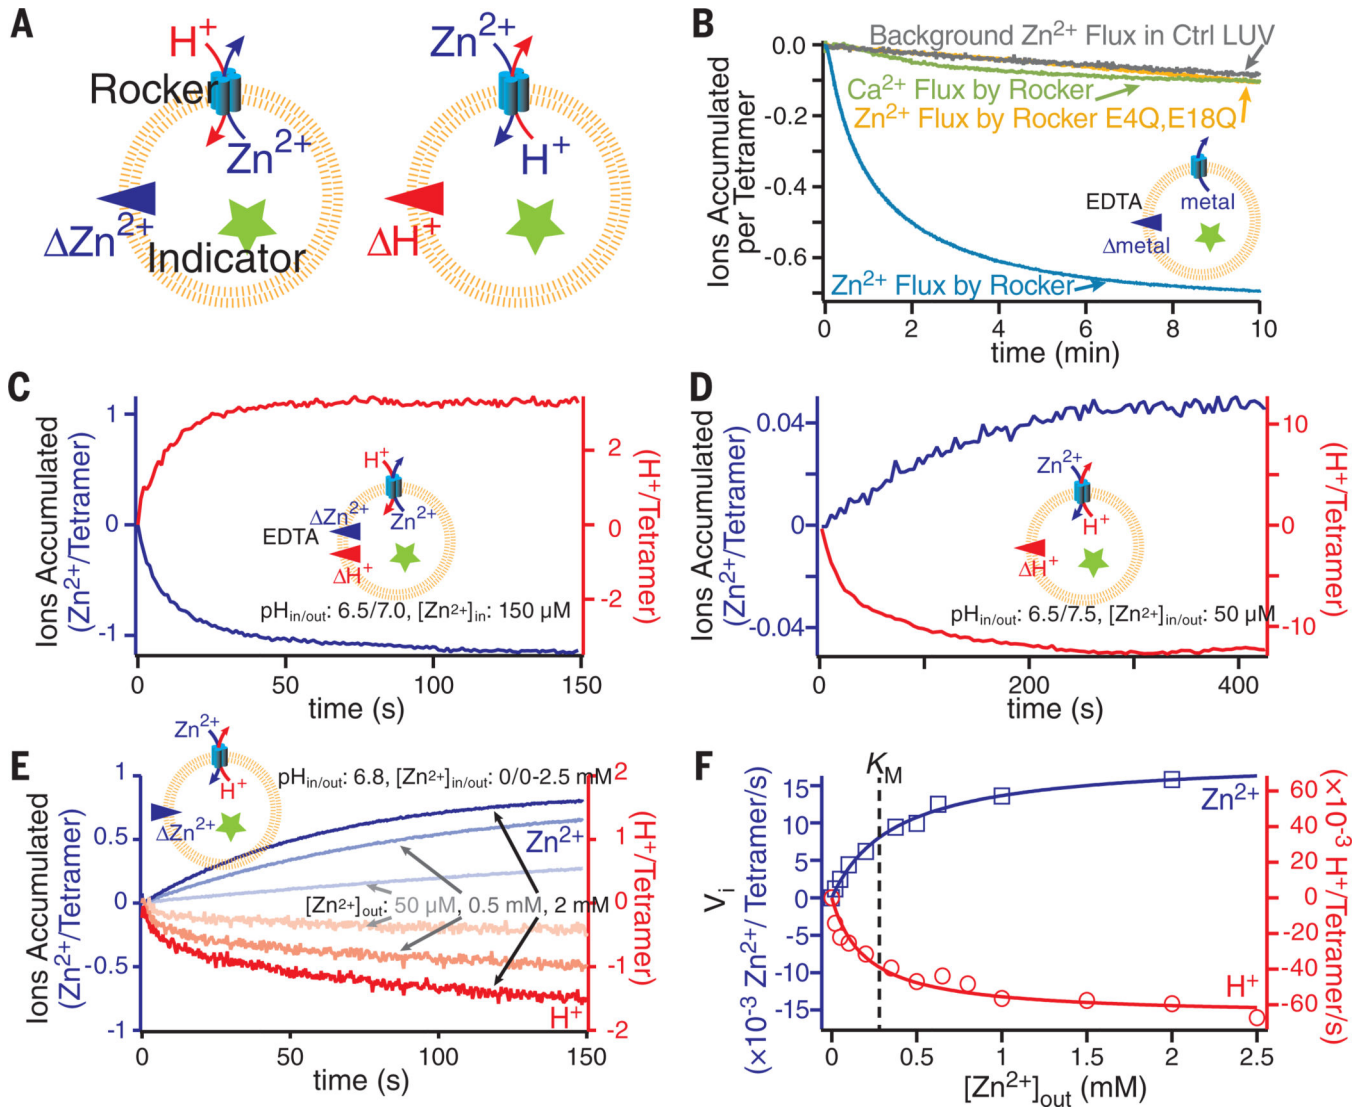 A
H+
Rocker
Zn2+
ΔZn2+
Indicator
Zn2+
H+
ΔH+
B
Ions Accumulated
per Tetramer
0.0
-0.2
-0.4
-0.6
Background Zn2+ Flux in Ctrl LUV
Ca2+ Flux by Rocker
Zn2+ Flux by Rocker E4Q,E18Q
EDTA
metal
Δmetal
Zn2+ Flux by Rocker
0 2 4 6 8 10
time (min)
C
Ions Accumulated
(Zn2+/Tetramer)
1
0
-1
H+
ΔZn2+
Zn2+
EDTA
ΔH+
pHin/out: 6.5/7.0, [Zn2+]in: 150 µM
2
0
-2
(H+/Tetramer)
0 50 100 150
time (s)
D
Ions Accumulated
(Zn2+/Tetramer)
0.04
0
-0.04
Zn2+
H+
ΔH+
pHin/out: 6.5/7.5, [Zn2+]in/out: 50 µM
10
0
-10
(H+/Tetramer)
0 200 400
time (s)
E
Ions Accumulated
(Zn2+/Tetramer)
1
0.5
0
-0.5
-1
Zn2+
H+
ΔZn2+
pHin/out: 6.8, [Zn2+]in/out: 0/0-2.5 mM
Zn2+
[Zn2+]out: 50 µM, 0.5 mM, 2 mM
H+
2
1
0
-1
-2
(H+/Tetramer)
0 50 100 150
time (s)
F
Vi
(×10-3 Zn2+/ Tetramer/s)
15
10
5
0
-5
-10
-15
KM
Zn2+
H+
60
40
20
0
-20
-40
-60
(×10-3 H+/Tetramer/s)
0 0.5 1.0 1.5 2.0 2.5
[Zn2+]out (mM)